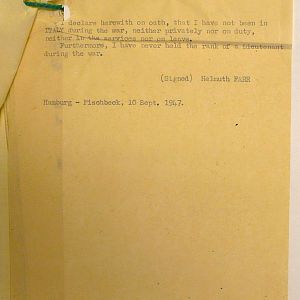 I declare herewith on oath, that I have not been in
ITALY during the war, neither privately nor on duty,
neither in the services nor on leave.
Furthermore, I have never held the rank of a lieutenant
during the war.
(Signed) Helmuth FABR
Hamburg - Fischbeck, 10 Sept. 1947.